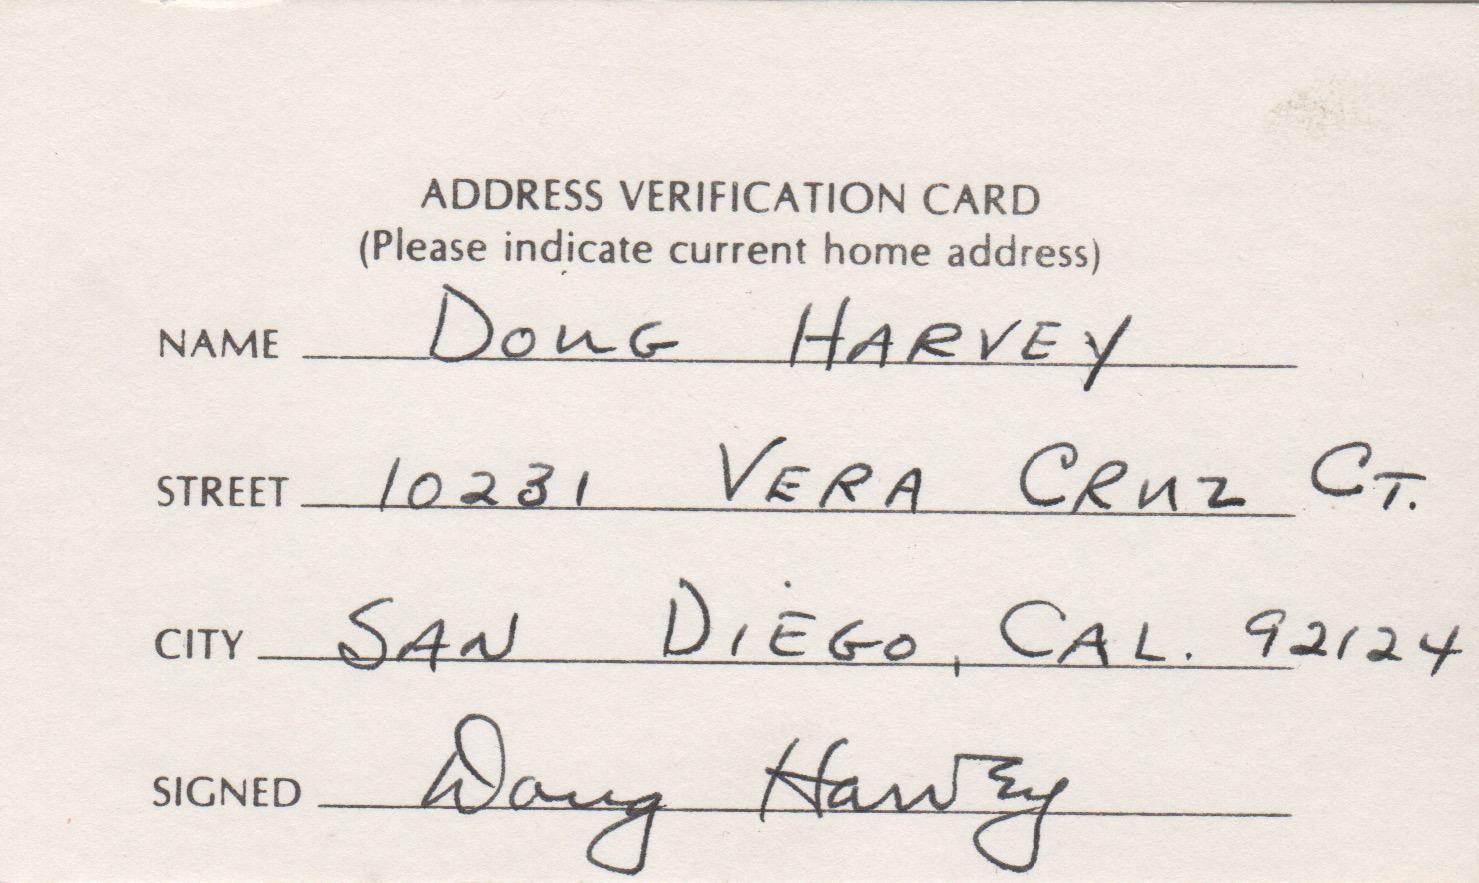 ADDRESS VERIFICATION CARD
(Please indicate current home address)
NAME DOUG HARVEY
STREET 10231 VERA CRUZ CT.
CITY SAN DIEGO, CAL. 92124
SIGNED Doug Harvey